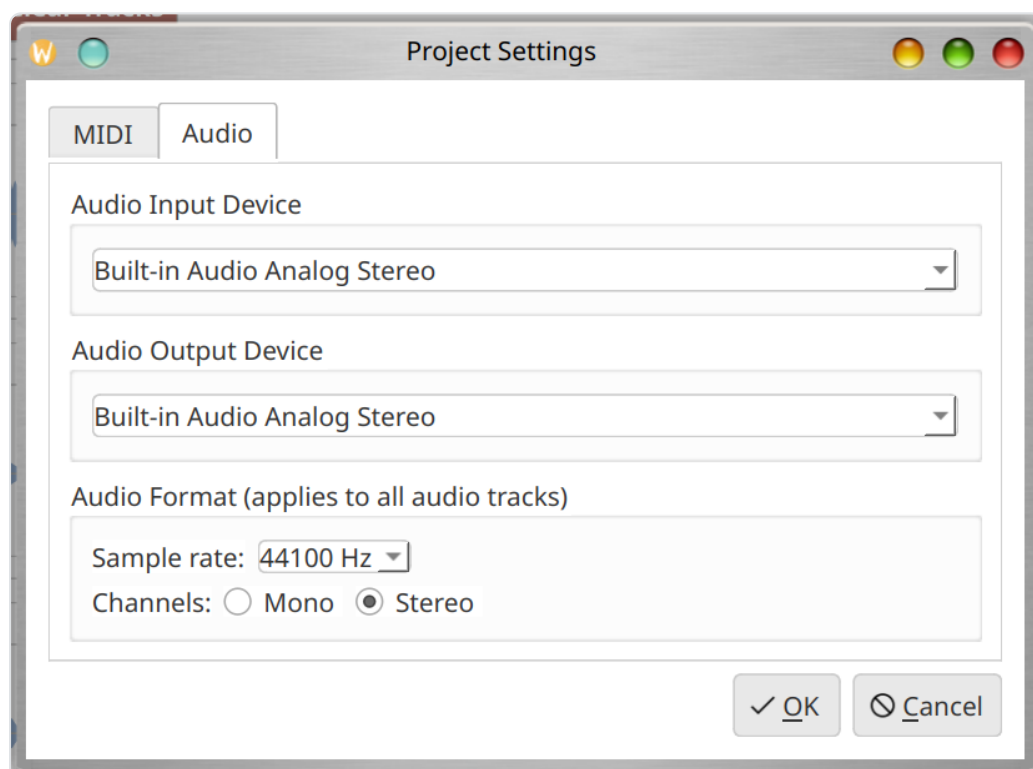 Project Settings
MIDI Audio
Audio Input Device
Built-in Audio Analog Stereo
Audio Output Device
Built-in Audio Analog Stereo
Audio Format (applies to all audio tracks)
Sample rate: 44100 Hz
Channels: Mono Stereo
OK Cancel